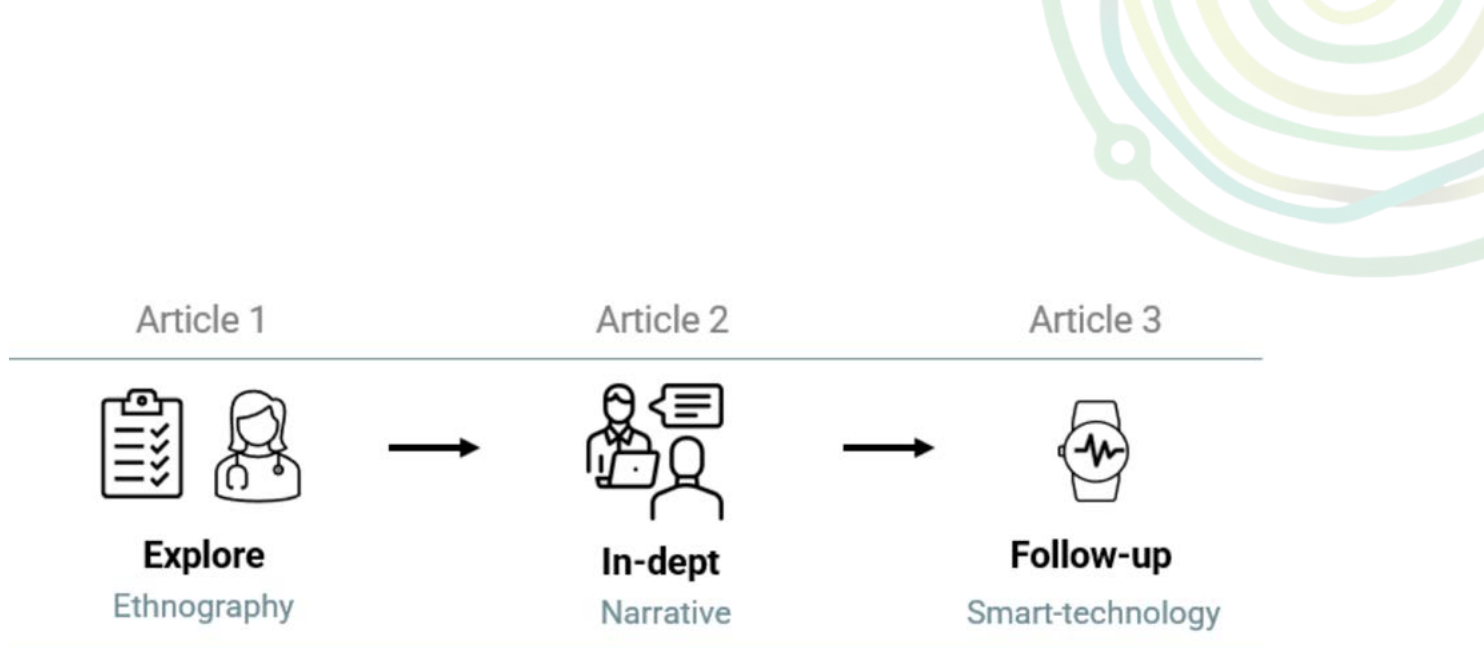 Article 1
Article 2
Article 3
Explore
In-dept
Follow-up
Ethnography
Narrative
Smart-technology